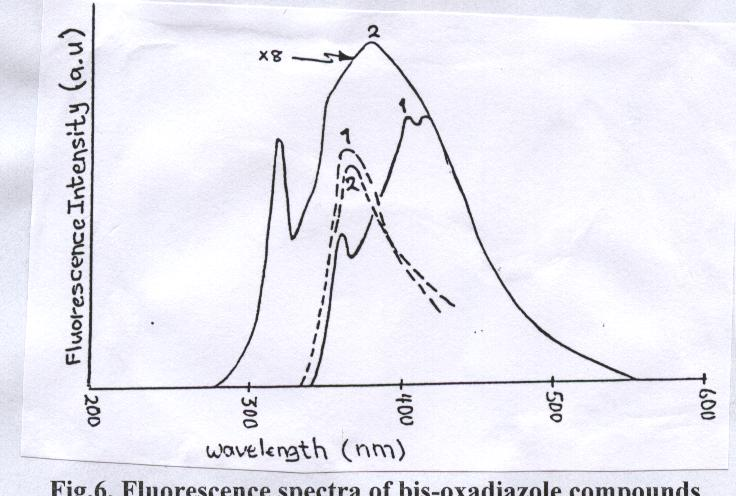 Fluorescence Intensity (a.u)
2
x8
1
1
2
200
300
400
500
600
wavelength (nm)
Fig.6. Fluorescence spectra of bis-oxadiazole compounds